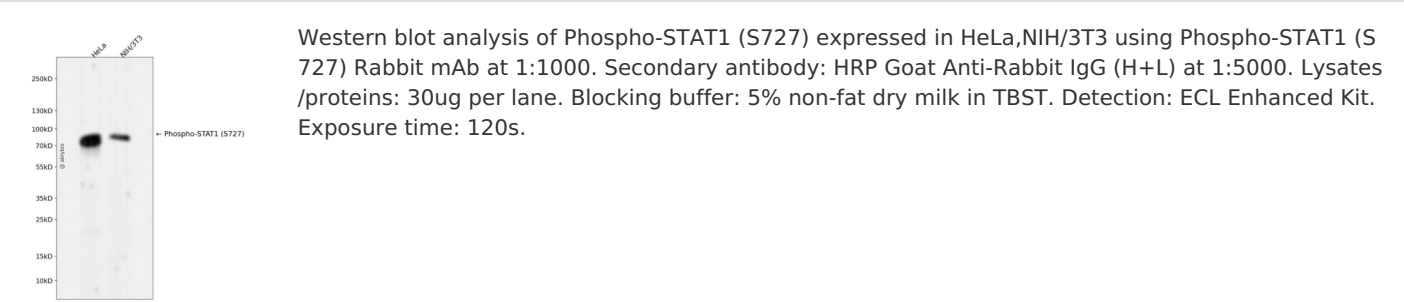 HeLa
NIH/3T3
250kD
130kD
100kD
← Phospho-STAT1 (S727)
70kD
55kD
35kD
25kD
15kD
10kD
Western blot analysis of Phospho-STAT1 (S727) expressed in HeLa,NIH/3T3 using Phospho-STAT1 (S
727) Rabbit mAb at 1:1000. Secondary antibody: HRP Goat Anti-Rabbit IgG (H+L) at 1:5000. Lysates
/proteins: 30ug per lane. Blocking buffer: 5% non-fat dry milk in TBST. Detection: ECL Enhanced Kit.
Exposure time: 120s.